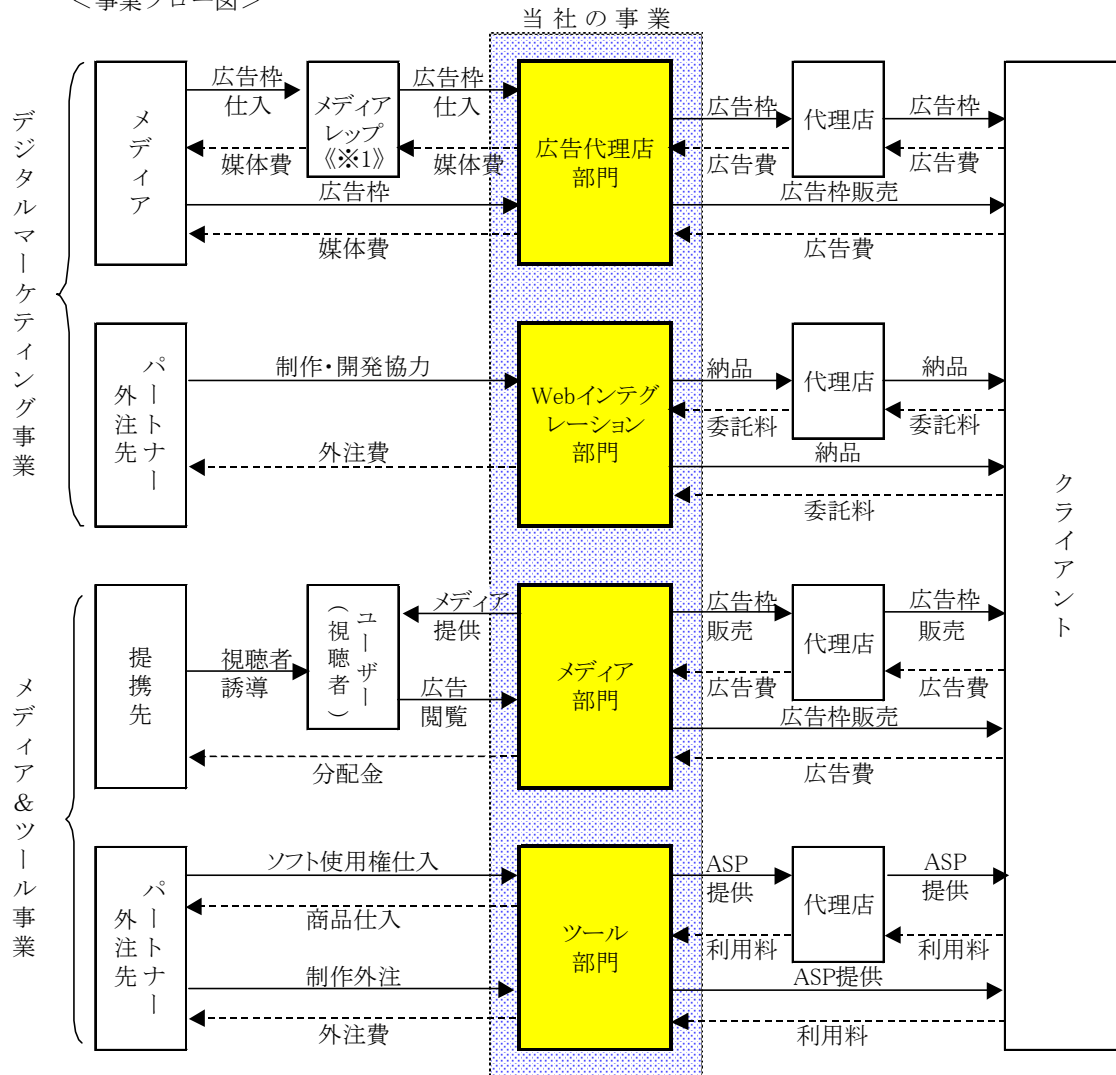 <事業フロー図>
当社の事業
デジタルマーケティング事業
メディア
広告枠
仕入
媒体費
メディア
レップ
《※1》
広告枠
仕入
媒体費
広告枠
媒体費
広告代理店
部門
広告枠
広告費
代理店
広告枠
広告費
広告枠販売
広告費
パートナー
外注先
制作・開発協力
外注費
Webインテグ
レーション
部門
納品
委託料
代理店
納品
委託料
納品
委託料
クライアント
メディア&ツール事業
提携先
視聴者
誘導
ユーザー
(視聴者)
メディア
提供
広告
閲覧
分配金
メディア
部門
広告枠
販売
広告費
代理店
広告枠
販売
広告費
広告枠販売
広告費
パートナー
外注先
ソフト使用権仕入
商品仕入
制作外注
外注費
ツール
部門
ASP
提供
利用料
代理店
ASP
提供
利用料
ASP提供
利用料